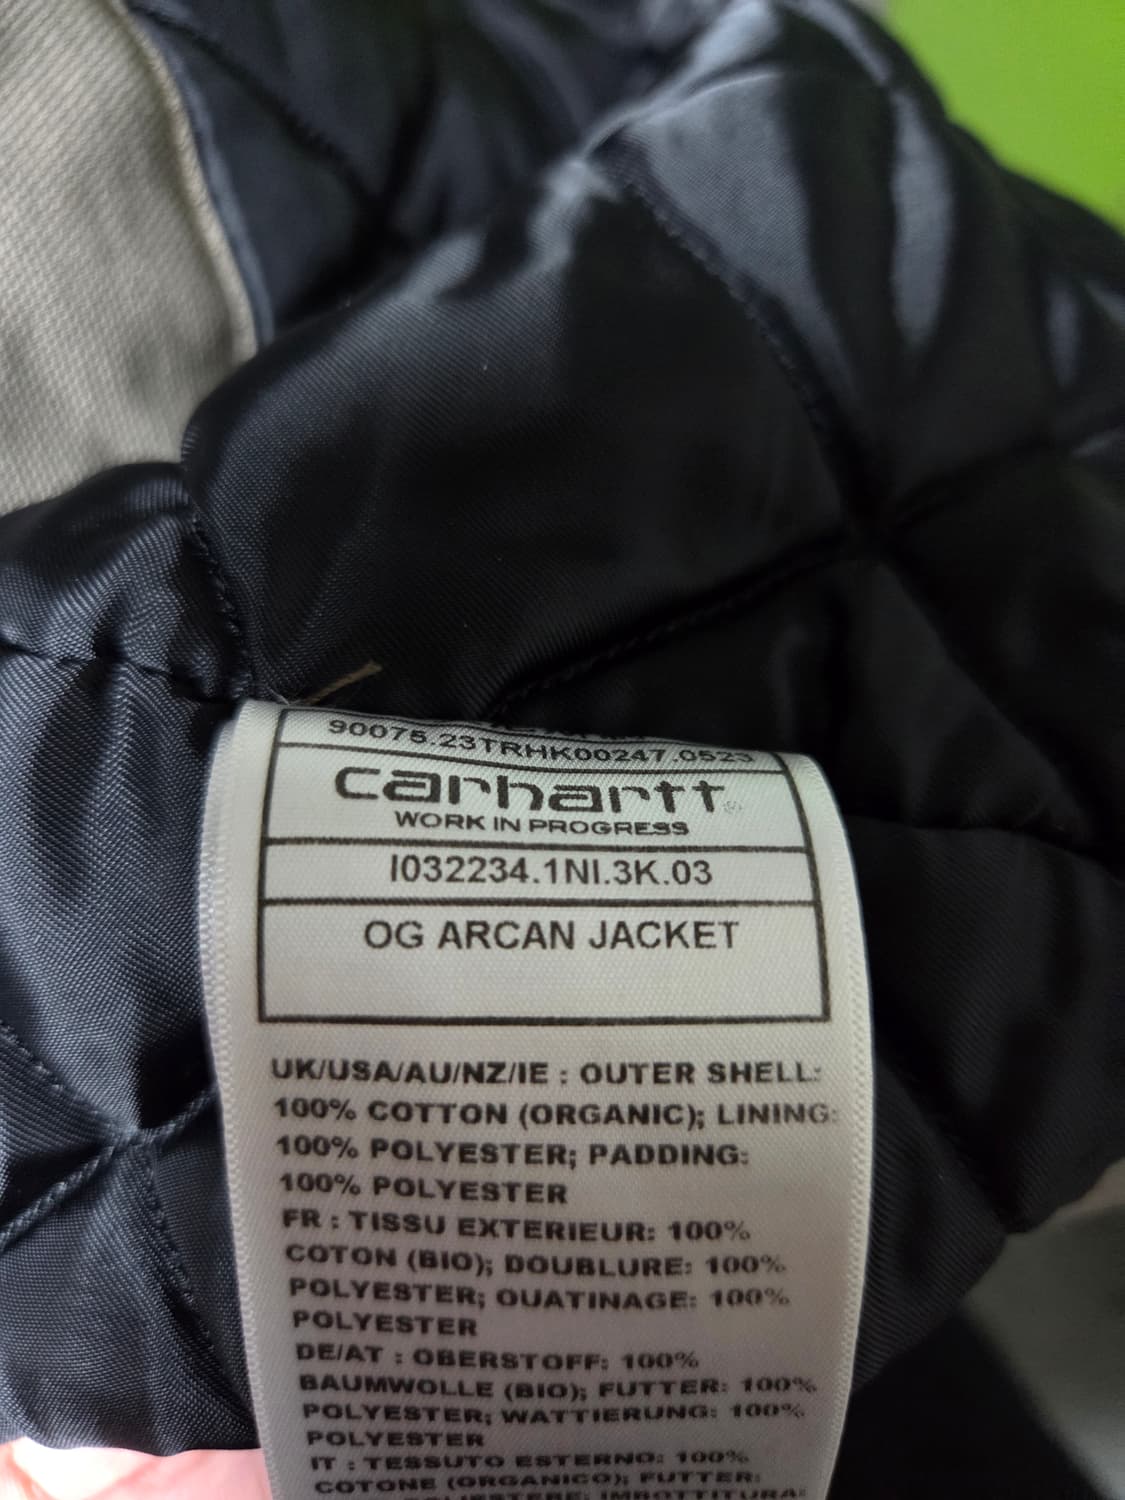 90075.23TRHK00247.0523
carhartt
WORK IN PROGRESS
I032234.1NI.3K.03
OG ARCAN JACKET
UK/USA/AU/NZ/IE : OUTER SHELL:
100% COTTON (ORGANIC); LINING:
100% POLYESTER; PADDING:
100% POLYESTER
FR : TISSU EXTERIEUR: 100%
COTON (BIO); DOUBLURE: 100%
POLYESTER; OUATINAGE: 100%
POLYESTER
DE/AT : OBERSTOFF: 100%
BAUMWOLLE (BIO); FUTTER: 100%
POLYESTER; WATTIERUNG: 100%
POLYESTER
IT : TESSUTO ESTERNO: 100%
COTONE (ORGANICO); FUTTER:
POLYESTERE; IMBOTTITURA: